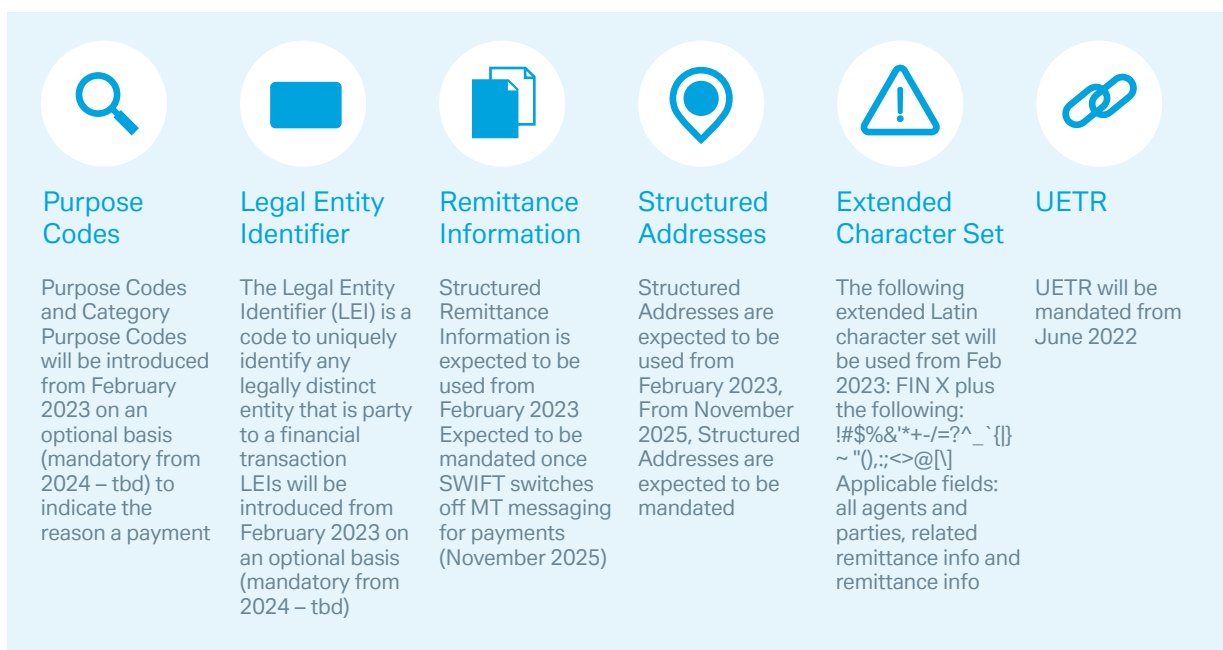 Purpose
Codes
Purpose Codes
and Category
Purpose Codes
will be introduced
from February
2023 on an
optional basis
(mandatory from
2024 – tbd) to
indicate the
reason a payment
Legal Entity
Identifier
The Legal Entity
Identifier (LEI) is a
code to uniquely
identify any
legally distinct
entity that is party
to a financial
transaction
LEIs will be
introduced from
February 2023 on
an optional basis
(mandatory from
2024 – tbd)
Remittance
Information
Structured
Remittance
Information is
expected to be
used from
February 2023
Expected to be
mandated once
SWIFT switches
off MT messaging
for payments
(November 2025)
Structured
Addresses
Structured
Addresses are
expected to be
used from
February 2023,
From November
2025, Structured
Addresses are
expected to be
mandated
Extended
Character Set
The following
extended Latin
character set will
be used from Feb
2023: FIN X plus
the following:
!#$%&'*+-/=?^_`{|}
~ "(),:;<>@[\]
Applicable fields:
all agents and
parties, related
remittance info and
remittance info
UETR
UETR will be
mandated from
June 2022